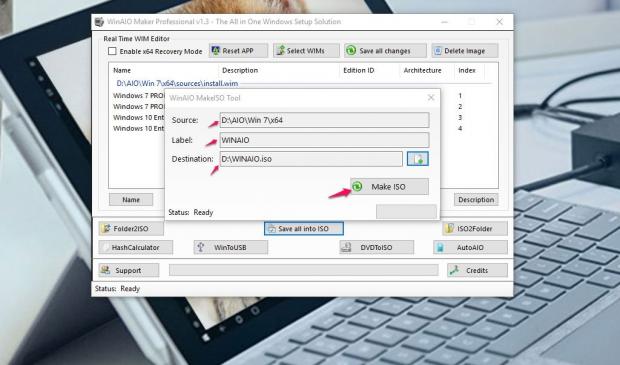 WinAIO Maker Professional v1.3 - The All in One Windows Setup Solution
Real Time WIM Editor
Enable x64 Recovery Mode Reset APP Select WIMs Save all changes Delete Image
Name Description Edition ID Architecture Index
D:\AIO\Win 7\x64\sources\install.wim
Windows 7 PRO 1
Windows 7 PRO 2
Windows 10 Ent 3
Windows 10 Ent 4
WinAIO MakeISO Tool
Source: D:\AIO\Win 7\x64
Label: WINAIO
Destination: D:\WINAIO.iso
Make ISO
Status: Ready
Name Description
Folder2ISO Save all into ISO ISO2Folder
HashCalculator WinToUSB DVDToISO AutoAIO
Support Credits
Status: Ready